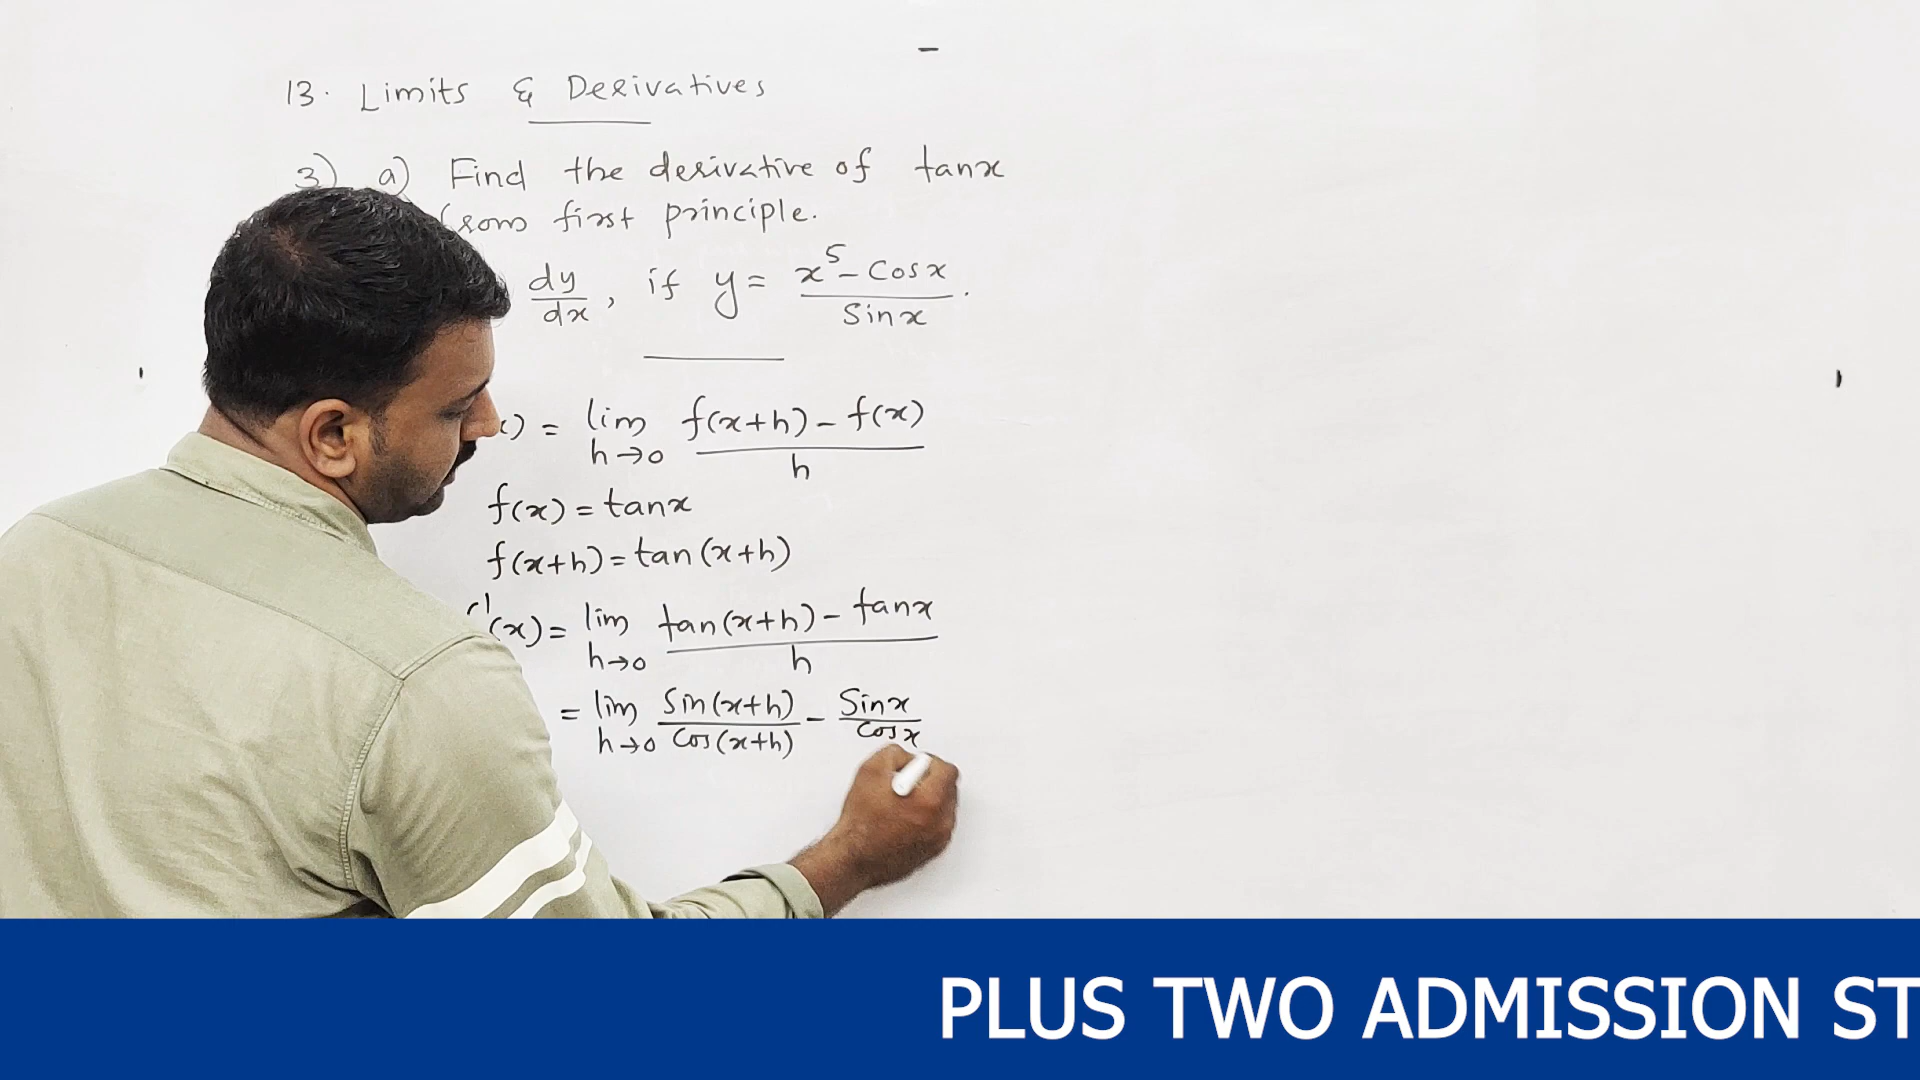 13. Limits & Derivatives
3) a) Find the derivative of tanx
from first principle.
dy/dx, if y = (x^5 - Cosx)/Sinx.
x) = lim h→0 (f(x+h) - f(x))/h
f(x) = tanx
f(x+h) = tan(x+h)
f'(x) = lim h→0 (tan(x+h) - tanx)/h
= lim h→0 Sin(x+h)/Cos(x+h) - Sinx/Cosx
PLUS TWO ADMISSION ST